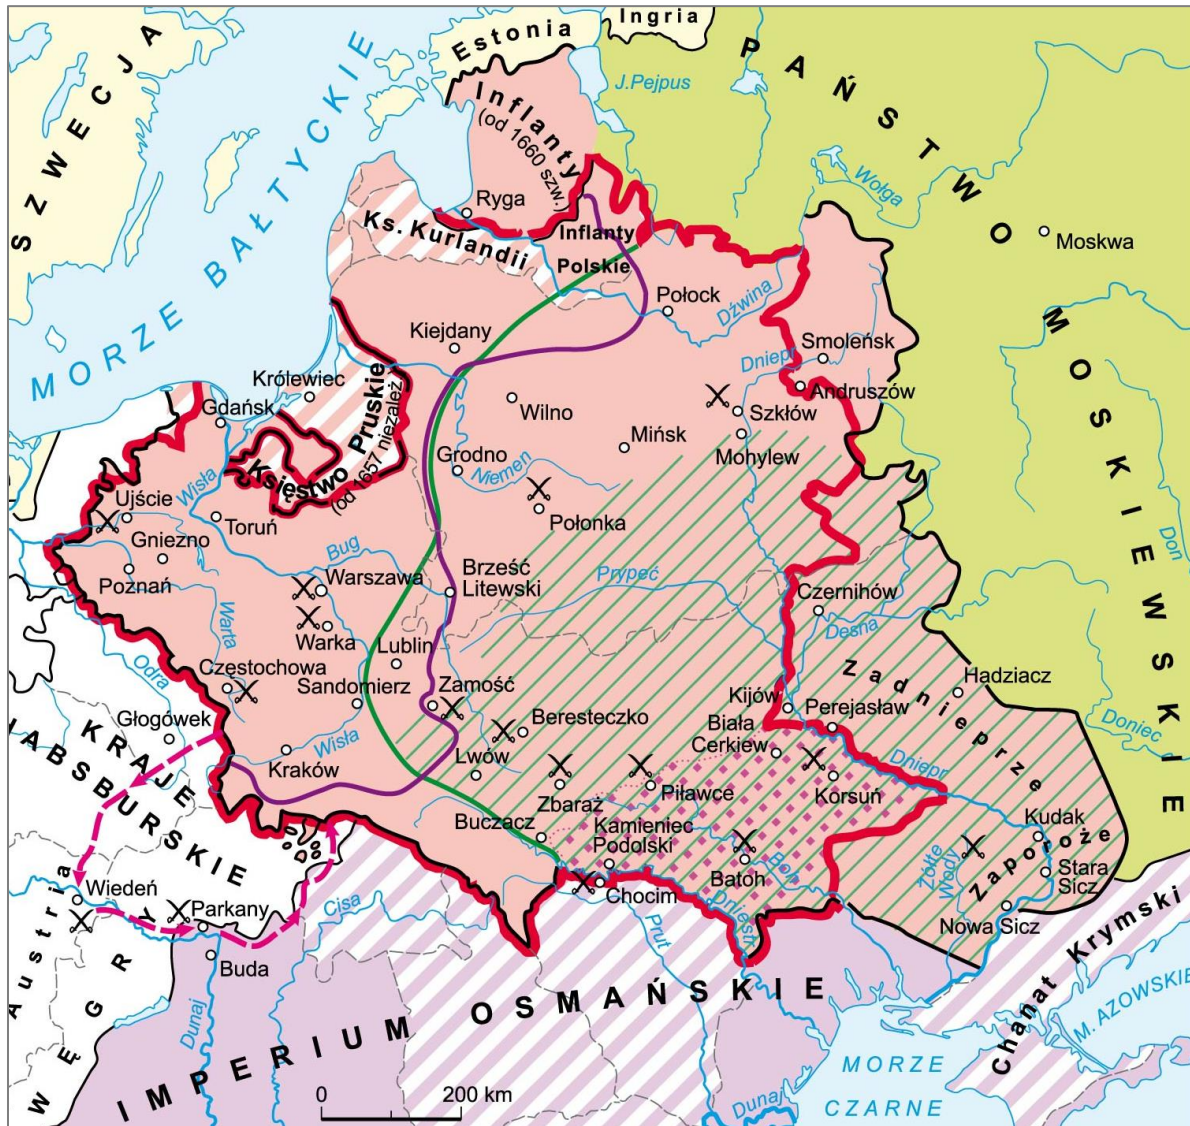 SZWECJA
MORZE BAŁTYCKIE
Estonia
Ingria
J.Pejpus
PAŃSTWO MOSKIEWSKIE
Inflanty
(od 1660 szw.)
Wołga
Ryga
Ks. Kurlandii
Inflanty
Polskie
Moskwa
Połock
Dźwina
Kiejdany
Smoleńsk
Dniepr
Królewiec
Andruszów
Gdańsk
Wilno
Szkłów
Księstwo Pruskie
(od 1657 niezależ
Mińsk
Mohylew
Grodno
Niemen
Wisła
Ujście
Toruń
Połonka
Gniezno
Don
Poznań
Bug
Warszawa
Brześć
Litewski
Prypeć
Czernihów
Desna
Warta
Warka
Odra
Lublin
Częstochowa
Sandomierz
Zamość
Zadnieprze
Hadziacz
Kijów
Perejasław
Głogówek
Beresteczko
Biała
Cerkiew
Doniec
KRAJE
HABSBURSKIE
Wisła
Kraków
Lwów
Dniepr
Zbaraż
Piławce
Korsuń
Buczacz
Kamieniec
Podolski
Kudak
Żółte
Wody
Zaporoże
Stara
Sicz
Batoh
Boh
Austria
Wiedeń
Parkany
Cisa
Chocim
Dniestr
Nowa Sicz
Prut
WĘGRY
Buda
Chanat Krymski
Dunaj
IMPERIUM OSMAŃSKIE
M. AZOWSKIE
MORZE
CZARNE
0 200 km
Dunaj